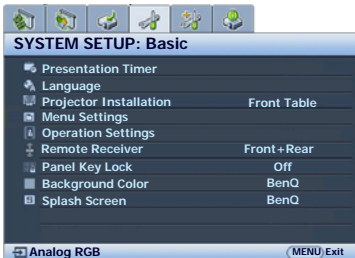 SYSTEM SETUP: Basic
Presentation Timer
Language
Projector Installation Front Table
Menu Settings
Operation Settings
Remote Receiver Front+Rear
Panel Key Lock Off
Background Color BenQ
Splash Screen BenQ
Analog RGB MENU Exit